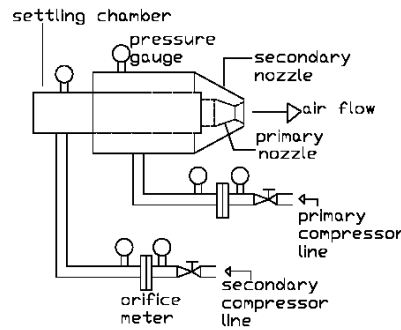 settling chamber
pressure
gauge
secondary
nozzle
air flow
primary
nozzle
primary
compressor
line
orifice
meter
secondary
compressor
line